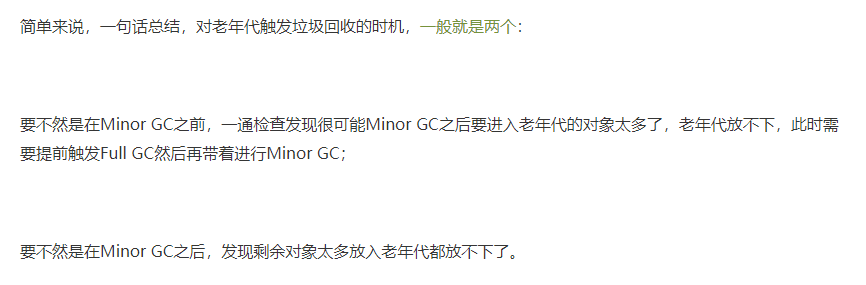 简单来说，一句话总结，对老年代触发垃圾回收的时机，一般就是两个：
要不然是在Minor GC之前，一通检查发现很可能Minor GC之后要进入老年代的对象太多了，老年代放不下，此时需
要提前触发Full GC然后再带着进行Minor GC；
要不然是在Minor GC之后，发现剩余对象太多放入老年代都放不下了。